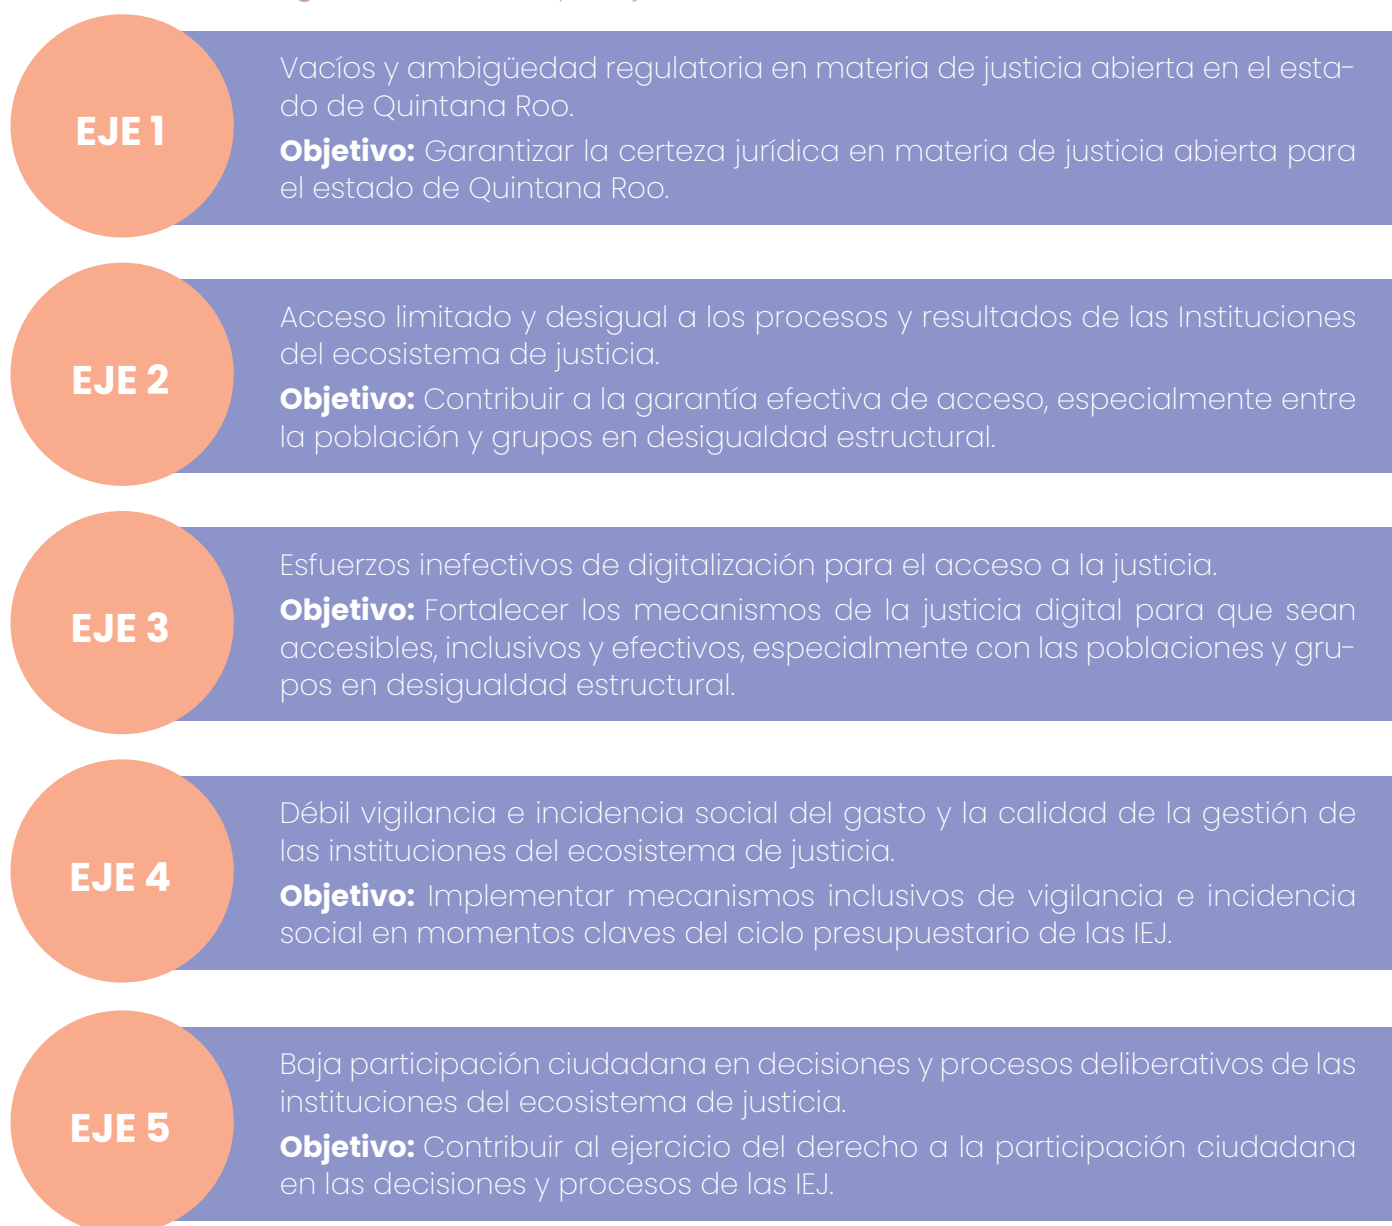 EJE 1
Vacíos y ambigüedad regulatoria en materia de justicia abierta en el esta-
do de Quintana Roo.
Objetivo: Garantizar la certeza jurídica en materia de justicia abierta para
el estado de Quintana Roo.
EJE 2
Acceso limitado y desigual a los procesos y resultados de las Instituciones
del ecosistema de justicia.
Objetivo: Contribuir a la garantía efectiva de acceso, especialmente entre
la población y grupos en desigualdad estructural.
EJE 3
Esfuerzos inefectivos de digitalización para el acceso a la justicia.
Objetivo: Fortalecer los mecanismos de la justicia digital para que sean
accesibles, inclusivos y efectivos, especialmente con las poblaciones y gru-
pos en desigualdad estructural.
EJE 4
Débil vigilancia e incidencia social del gasto y la calidad de la gestión de
las instituciones del ecosistema de justicia.
Objetivo: Implementar mecanismos inclusivos de vigilancia e incidencia
social en momentos claves del ciclo presupuestario de las IEJ.
EJE 5
Baja participación ciudadana en decisiones y procesos deliberativos de las
instituciones del ecosistema de justicia.
Objetivo: Contribuir al ejercicio del derecho a la participación ciudadana
en las decisiones y procesos de las IEJ.